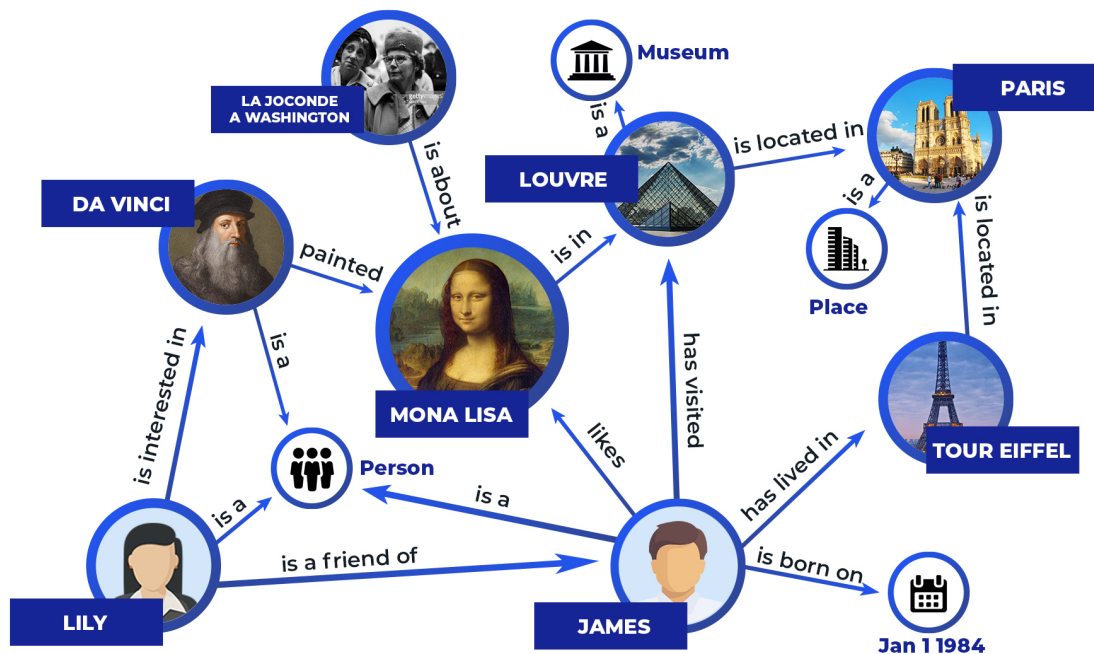 LA JOCONDE
A WASHINGTON
gettyimages
Museum
PARIS
is a
is located in
LOUVRE
is about
is a
DA VINCI
painted
is in
is located in
Place
is a
has visited
is interested in
MONA LISA
likes
TOUR EIFFEL
Person
has lived in
is a
is a
is a friend of
is born on
LILY
JAMES
Jan 1 1984